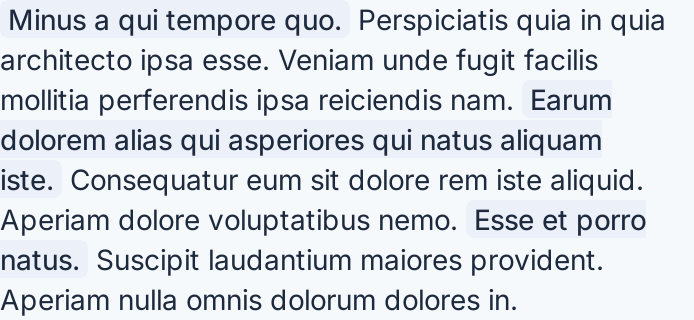 Minus a qui tempore quo. Perspiciatis quia in quia
architecto ipsa esse. Veniam unde fugit facilis
mollitia perferendis ipsa reiciendis nam. Earum
dolorem alias qui asperiores qui natus aliquam
iste. Consequatur eum sit dolore rem iste aliquid.
Aperiam dolore voluptatibus nemo. Esse et porro
natus. Suscipit laudantium maiores provident.
Aperiam nulla omnis dolorum dolores in.